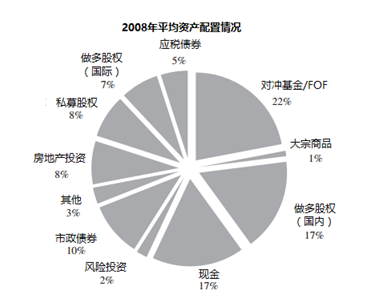 2008年平均资产配置情况
应税债券
5%
对冲基金/FOF
22%
大宗商品
1%
做多股权
（国内）
17%
现金
17%
风险投资
2%
市政债券
10%
其他
3%
房地产投资
8%
私募股权
8%
做多股权
（国际）
7%